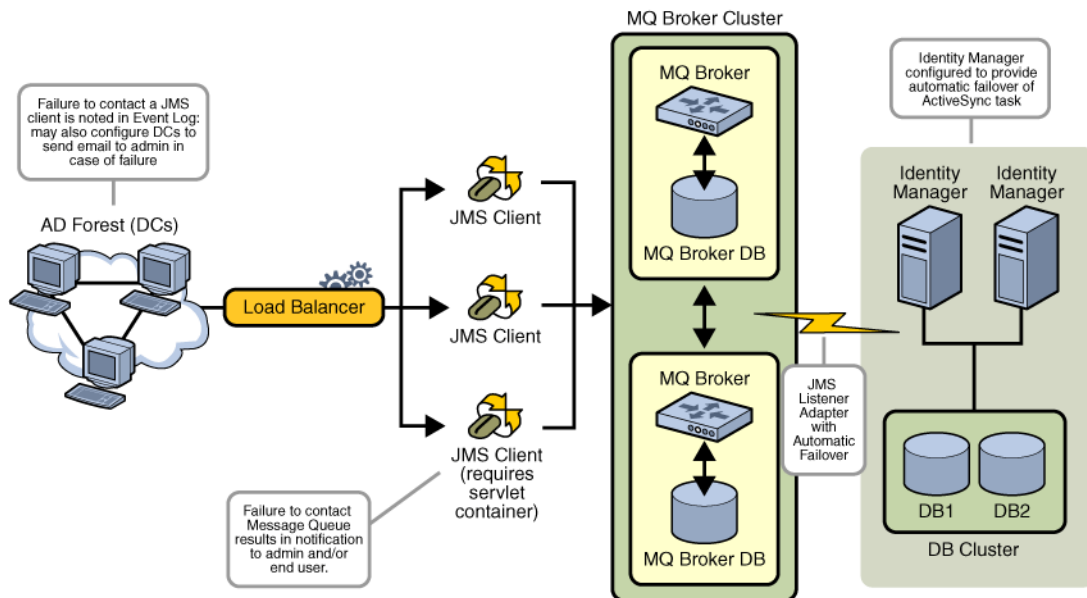 MQ Broker Cluster
Failure to contact a JMS
client is noted in Event Log:
may also configure DCs to
send email to admin in
case of failure
AD Forest (DCs)
Load Balancer
JMS Client
JMS Client
JMS Client
(requires
servlet
container)
Failure to contact
Message Queue
results in notification
to admin and/or
end user.
MQ Broker
MQ Broker DB
MQ Broker
MQ Broker DB
JMS
Listener
Adapter
with
Automatic
Failover
Identity Manager
configured to provide
automatic failover of
ActiveSync task
Identity
Manager
Identity
Manager
DB1
DB2
DB Cluster